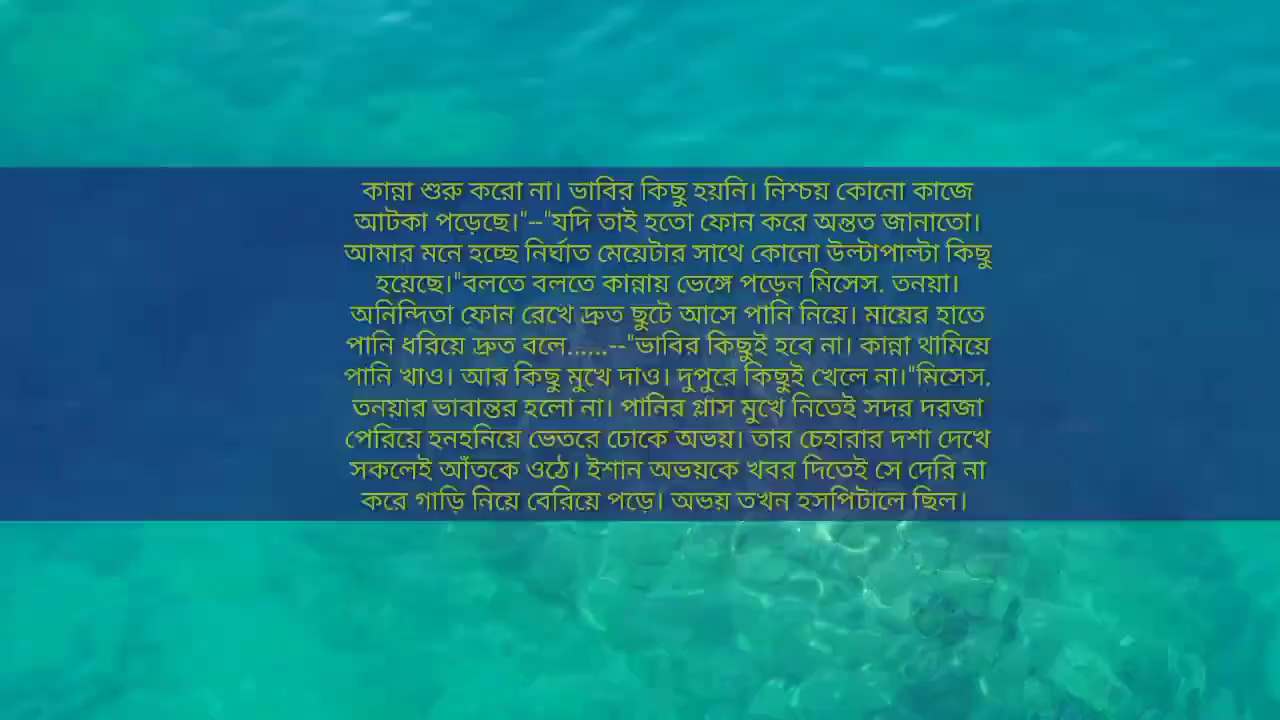 কান্না শুরু করো না। ভাবির কিছু হয়নি। নিশ্চয় কোনো কাজে
আটকা পড়েছে।"--"যদি তাই হতো ফোন করে অন্তত জানাতো।
আমার মনে হচ্ছে নির্ঘাত মেয়েটার সাথে কোনো উল্টাপাল্টা কিছু
হয়েছে।"বলতে বলতে কান্নায় ভেঙ্গে পড়েন মিসেস. তনয়া।
অনিন্দিতা ফোন রেখে দ্রুত ছুটে আসে পানি নিয়ে। মায়ের হাতে
পানি ধরিয়ে দ্রুত বলে......--"ভাবির কিছুই হবে না। কান্না থামিয়ে
পানি খাও। আর কিছু মুখে দাও। দুপুরে কিছুই খেলে না।"মিসেস.
তনয়ার ভাবান্তর হলো না। পানির গ্লাস মুখে নিতেই সদর দরজা
পেরিয়ে হনহনিয়ে ভেতরে ঢোকে অভয়। তার চেহারার দশা দেখে
সকলেই আঁতকে ওঠে। ইশান অভয়কে খবর দিতেই সে দেরি না
করে গাড়ি নিয়ে বেরিয়ে পড়ে। অভয় তখন হসপিটালে ছিল।